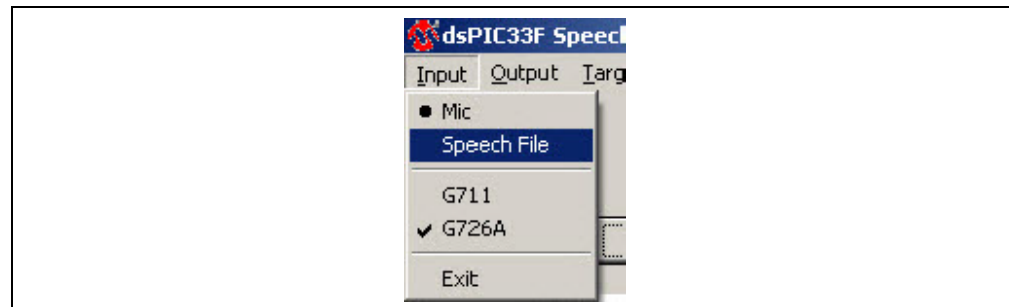 dsPIC33F Speec
Input Output Targ
Mic
Speech File
G711
G726A
Exit